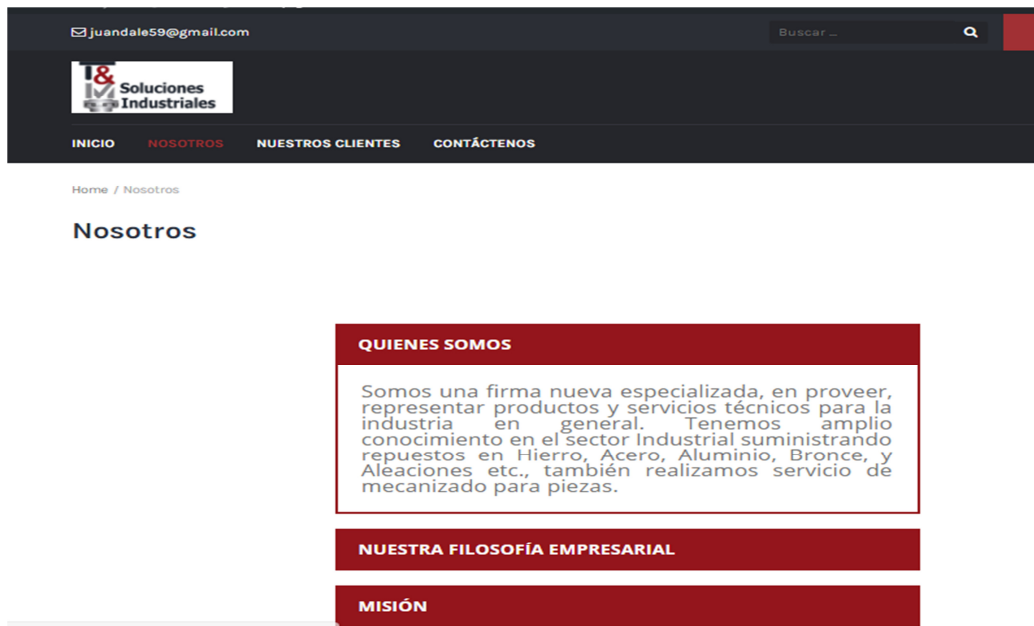 juandale59@gmail.com
Buscar ...
T&
M Soluciones
Industriales
INICIO NOSOTROS NUESTROS CLIENTES CONTÁCTENOS
Home / Nosotros
Nosotros
QUIENES SOMOS
Somos una firma nueva especializada, en proveer,
representar productos y servicios técnicos para la
industria en general. Tenemos amplio
conocimiento en el sector Industrial suministrando
repuestos en Hierro, Acero, Aluminio, Bronce, y
Aleaciones etc., también realizamos servicio de
mecanizado para piezas.
NUESTRA FILOSOFÍA EMPRESARIAL
MISIÓN